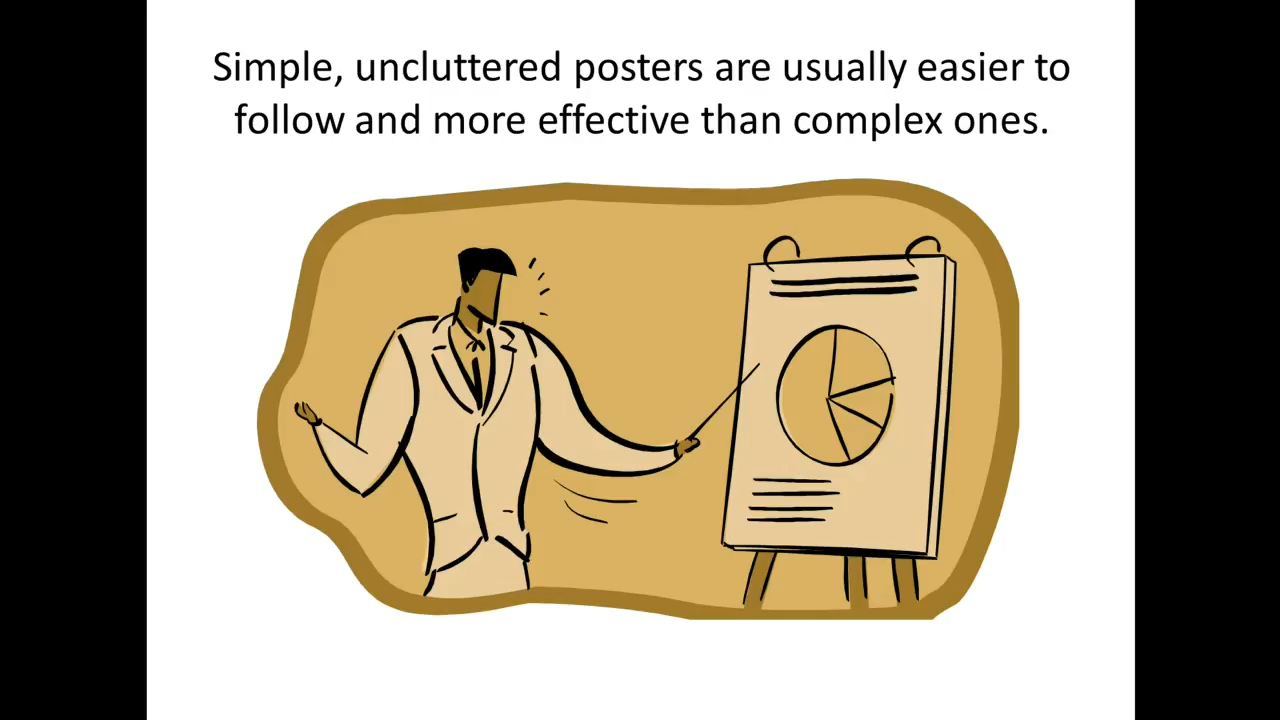 Simple, uncluttered posters are usually easier to
follow and more effective than complex ones.